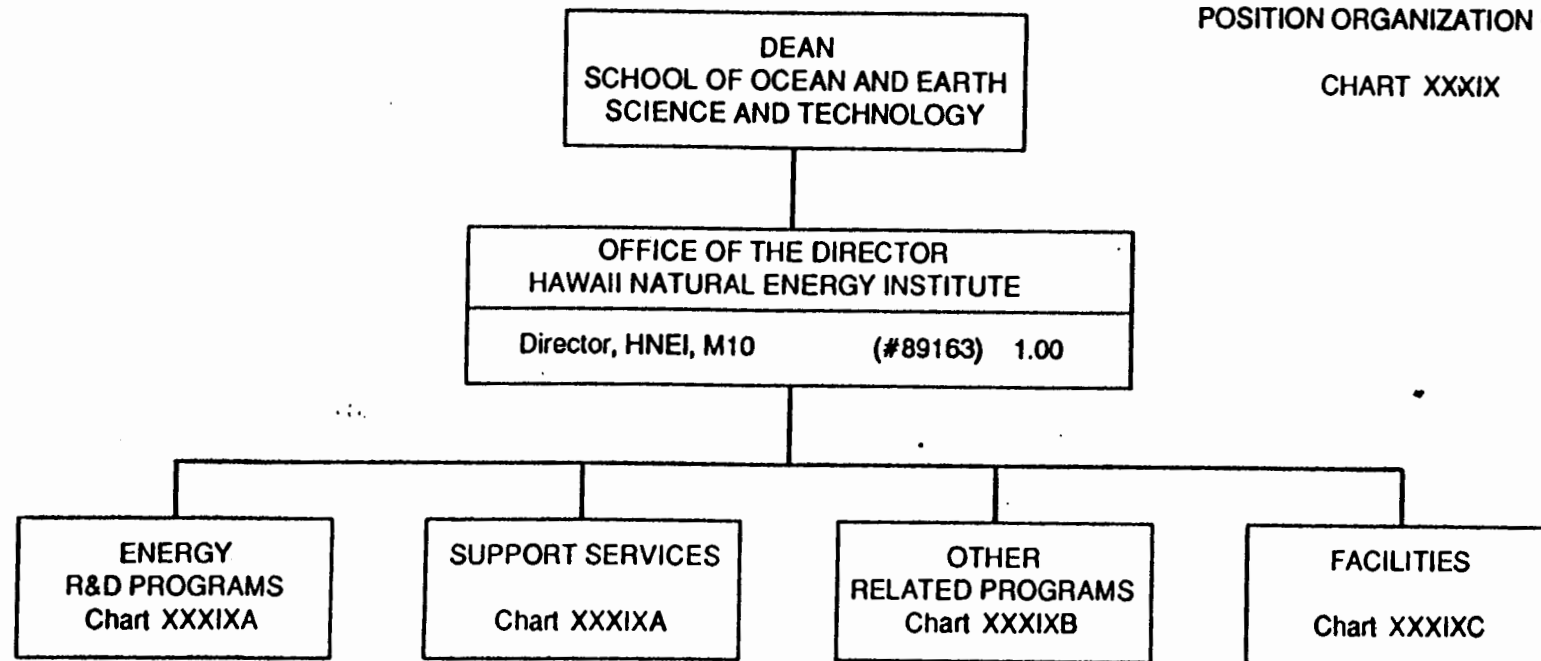 POSITION ORGANIZATION
CHART XXXIX
DEAN
SCHOOL OF OCEAN AND EARTH
SCIENCE AND TECHNOLOGY
OFFICE OF THE DIRECTOR
HAWAII NATURAL ENERGY INSTITUTE
Director, HNEI, M10 (#89163) 1.00
ENERGY
R&D PROGRAMS
Chart XXXIXA
SUPPORT SERVICES
Chart XXXIXA
OTHER
RELATED PROGRAMS
Chart XXXIXB
FACILITIES
Chart XXXIXC